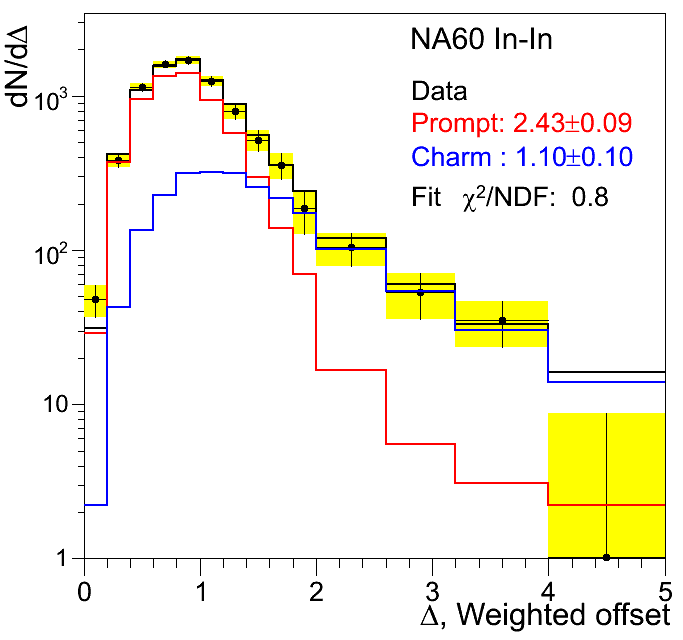 dN/dΔ
NA60 In-In
Data
Prompt: 2.43±0.09
Charm : 1.10±0.10
Fit χ²/NDF: 0.8
10³
10²
10
1
0 1 2 3 4 5
Δ, Weighted offset